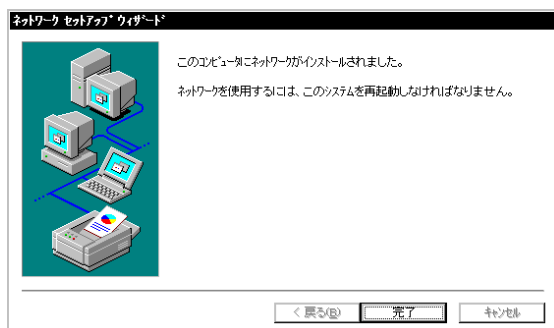 ﾈｯﾄﾜｰｸ ｾｯﾄｱｯﾌﾟ ｳｨｻﾞｰﾄﾞ
このｺﾝﾋﾟｭｰﾀにﾈｯﾄﾜｰｸがｲﾝｽﾄｰﾙされました。
ﾈｯﾄﾜｰｸを使用するには、このｼｽﾃﾑを再起動しなければなりません。
< 戻る(B)
完了
ｷｬﾝｾﾙ